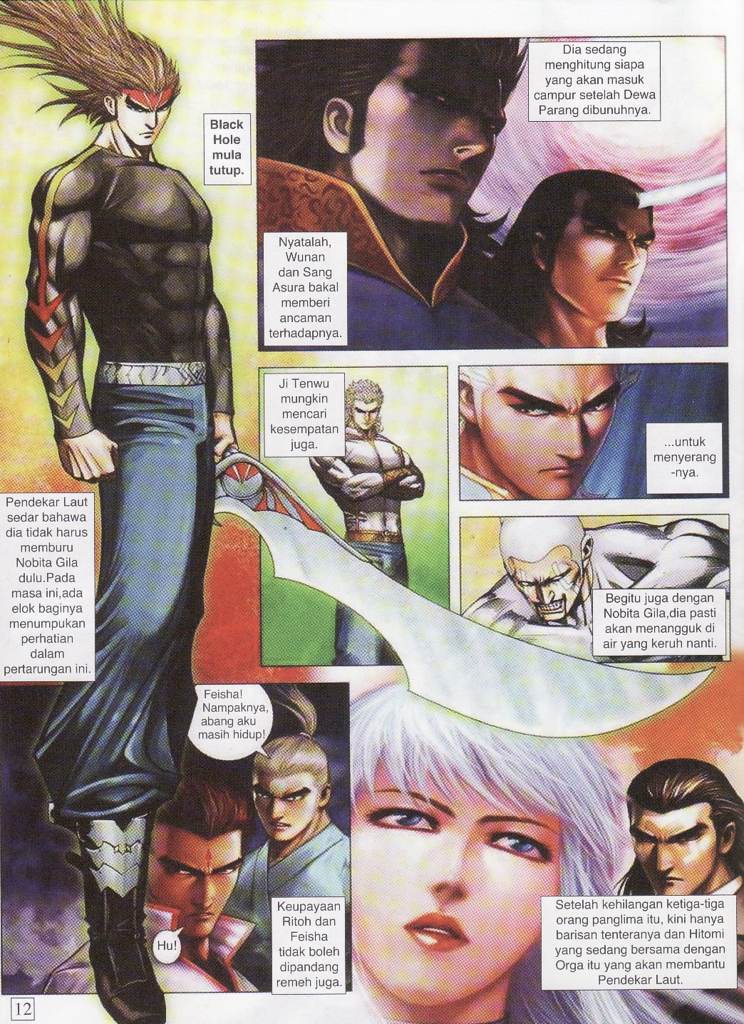 Black
Hole
mula
tutup.
Dia sedang
menghitung siapa
yang akan masuk
campur setelah Dewa
Parang dibunuhnya.
Nyatalah,
Wunan
dan Sang
Asura bakal
memberi
ancaman
terhadapnya.
Ji Tenwu
mungkin
mencari
kesempatan
juga.
...untuk
menyerang
-nya.
Pendekar Laut
sedar bahawa
dia tidak harus
memburu
Nobita Gila
dulu.Pada
masa ini,ada
elok baginya
menumpukan
perhatian
dalam
pertarungan ini.
Begitu juga dengan
Nobita Gila,dia pasti
akan menangguk di
air yang keruh nanti.
Feisha!
Nampaknya,
abang aku
masih hidup!
Hu!
Keupayaan
Ritoh dan
Feisha
tidak boleh
dipandang
remeh juga.
Setelah kehilangan ketiga-tiga
orang panglima itu, kini hanya
barisan tenteranya dan Hitomi
yang sedang bersama dengan
Orga itu yang akan membantu
Pendekar Laut.
12